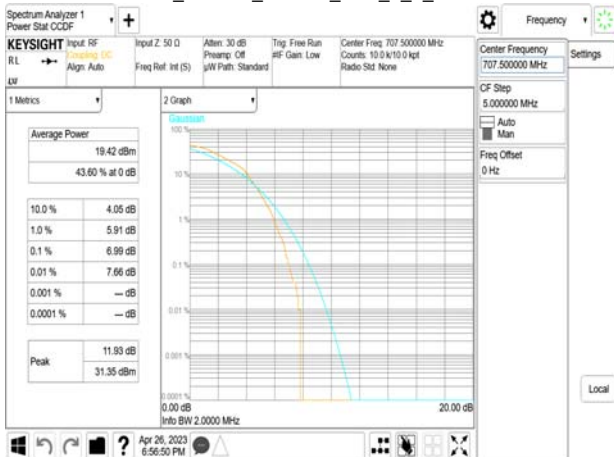 Spectrum Analyzer 1
Power Stat CCDF
Frequency
KEYSIGHT
RL
Input: RF
Coupling: DC
Align: Auto
Input Z: 50 Ω
Freq Ref: Int (S)
Atten: 30 dB
Preamp: Off
µW Path: Standard
Trig: Free Run
#IF Gain: Low
Center Freq: 707.500000 MHz
Counts: 10.0 k/10.0 kpt
Radio Std: None
Center Frequency
707.500000 MHz
Settings
CF Step
5.000000 MHz
Auto
Man
Freq Offset
0 Hz
Local
1 Metrics
Average Power
19.42 dBm
43.60 % at 0 dB
10.0 % 4.05 dB
1.0 % 5.91 dB
0.1 % 6.99 dB
0.01 % 7.66 dB
0.001 % --- dB
0.0001 % --- dB
Peak
11.93 dB
31.35 dBm
2 Graph
Gaussian
100 %
10 %
1 %
0.1 %
0.01 %
0.001 %
0.0001 %
0.00 dB
20.00 dB
Info BW 2.0000 MHz
Apr 26, 2023
6:56:50 PM